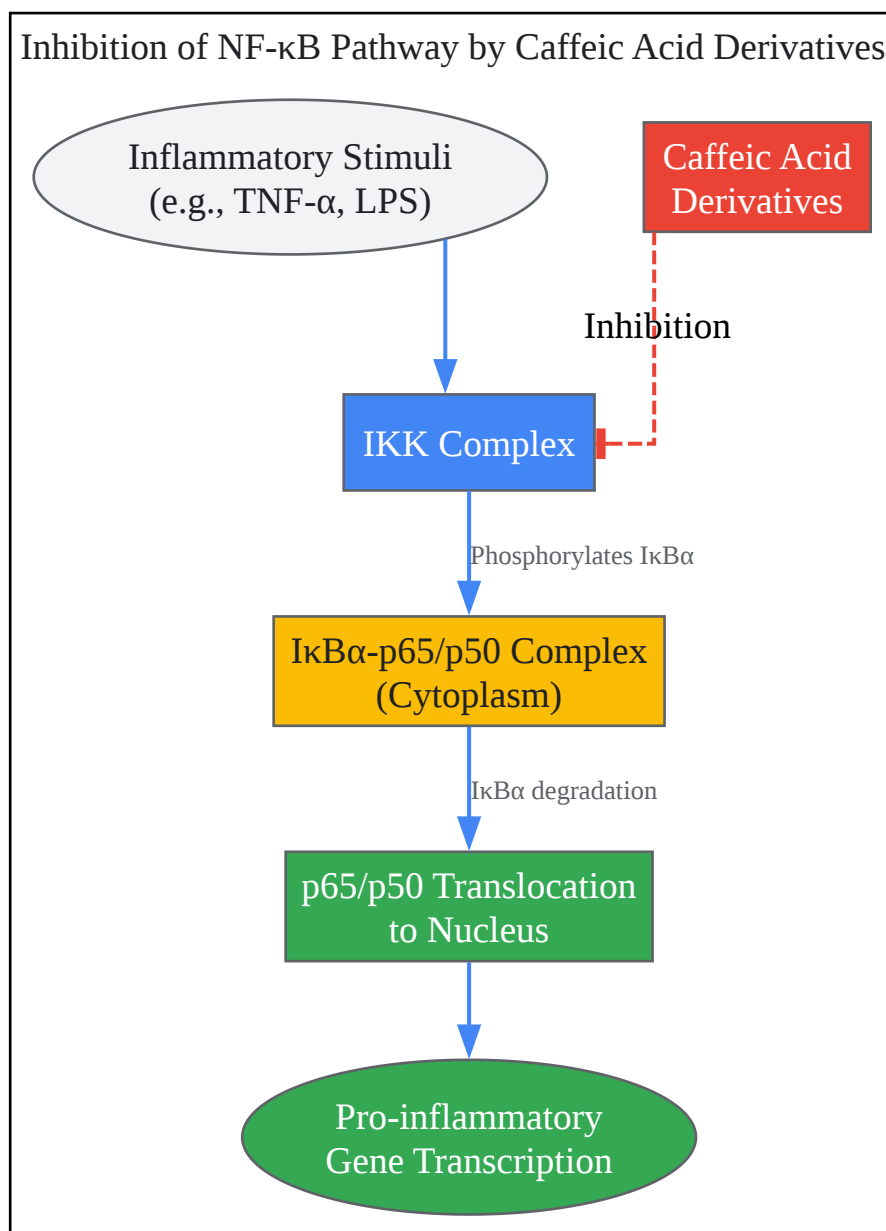 Inhibition of NF-κB Pathway by Caffeic Acid Derivatives
Inflammatory Stimuli
(e.g., TNF-α, LPS)
Caffeic Acid
Derivatives
Inhibition
IKK Complex
Phosphorylates IκBα
IκBα-p65/p50 Complex
(Cytoplasm)
IκBα degradation
p65/p50 Translocation
to Nucleus
Pro-inflammatory
Gene Transcription